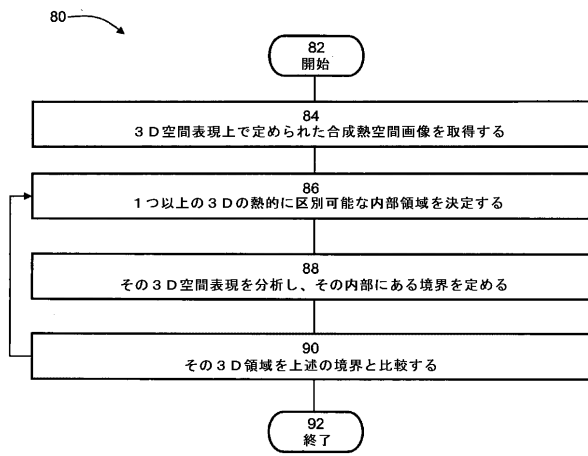 80
82
開始
84
3D空間表現上で定められた合成熱空間画像を取得する
86
1つ以上の3Dの熱的に区別可能な内部領域を決定する
88
その3D空間表現を分析し、その内部にある境界を定める
90
その3D領域を上述の境界と比較する
92
終了